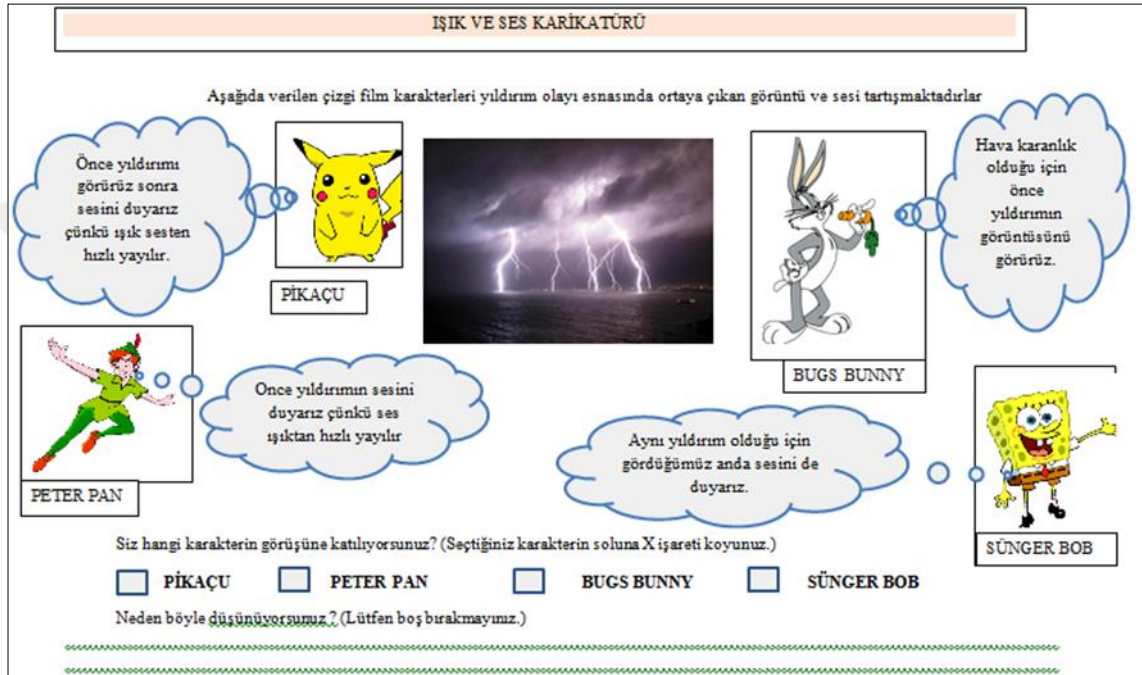 IŞIK VE SES KARİKATÜRÜ
Aşağıda verilen çizgi film karakterleri yıldırım olayı esnasında ortaya çıkan görüntü ve sesi tartışmaktadırlar
Önce yıldırımı
görürüz sonra
sesini duyarız
çünkü ışık sesten
hızlı yayılır.
PİKAÇU
Hava karanlık
olduğu için
önce
yıldırımın
görüntüsünü
görürüz.
BUGS BUNNY
Once yıldırımın sesini
duyarız çünkü ses
ışıktan hızlı yayılır
PETER PAN
Aynı yıldırım olduğu için
gördüğümüz anda sesini de
duyarız.
SÜNGER BOB
Siz hangi karakterin görüşüne katılıyorsunuz? (Seçtiğiniz karakterin soluna X işareti koyunuz.)
PİKAÇU PETER PAN BUGS BUNNY SÜNGER BOB
Neden böyle düşünüyorsunuz ? (Lütfen boş bırakmayınız.)